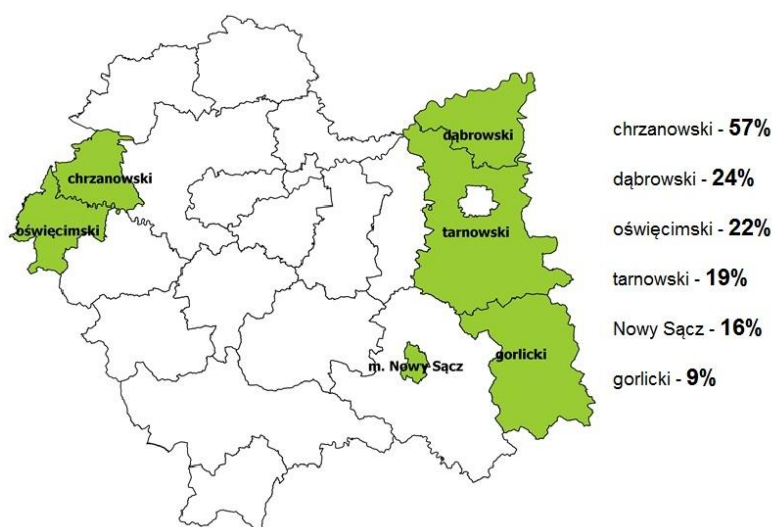 dąbrowski
chrzanowski
oświęcimski
tarnowski
m. Nowy Sącz
gorlicki
chrzanowski - 57%
dąbrowski - 24%
oświęcimski - 22%
tarnowski - 19%
Nowy Sącz - 16%
gorlicki - 9%